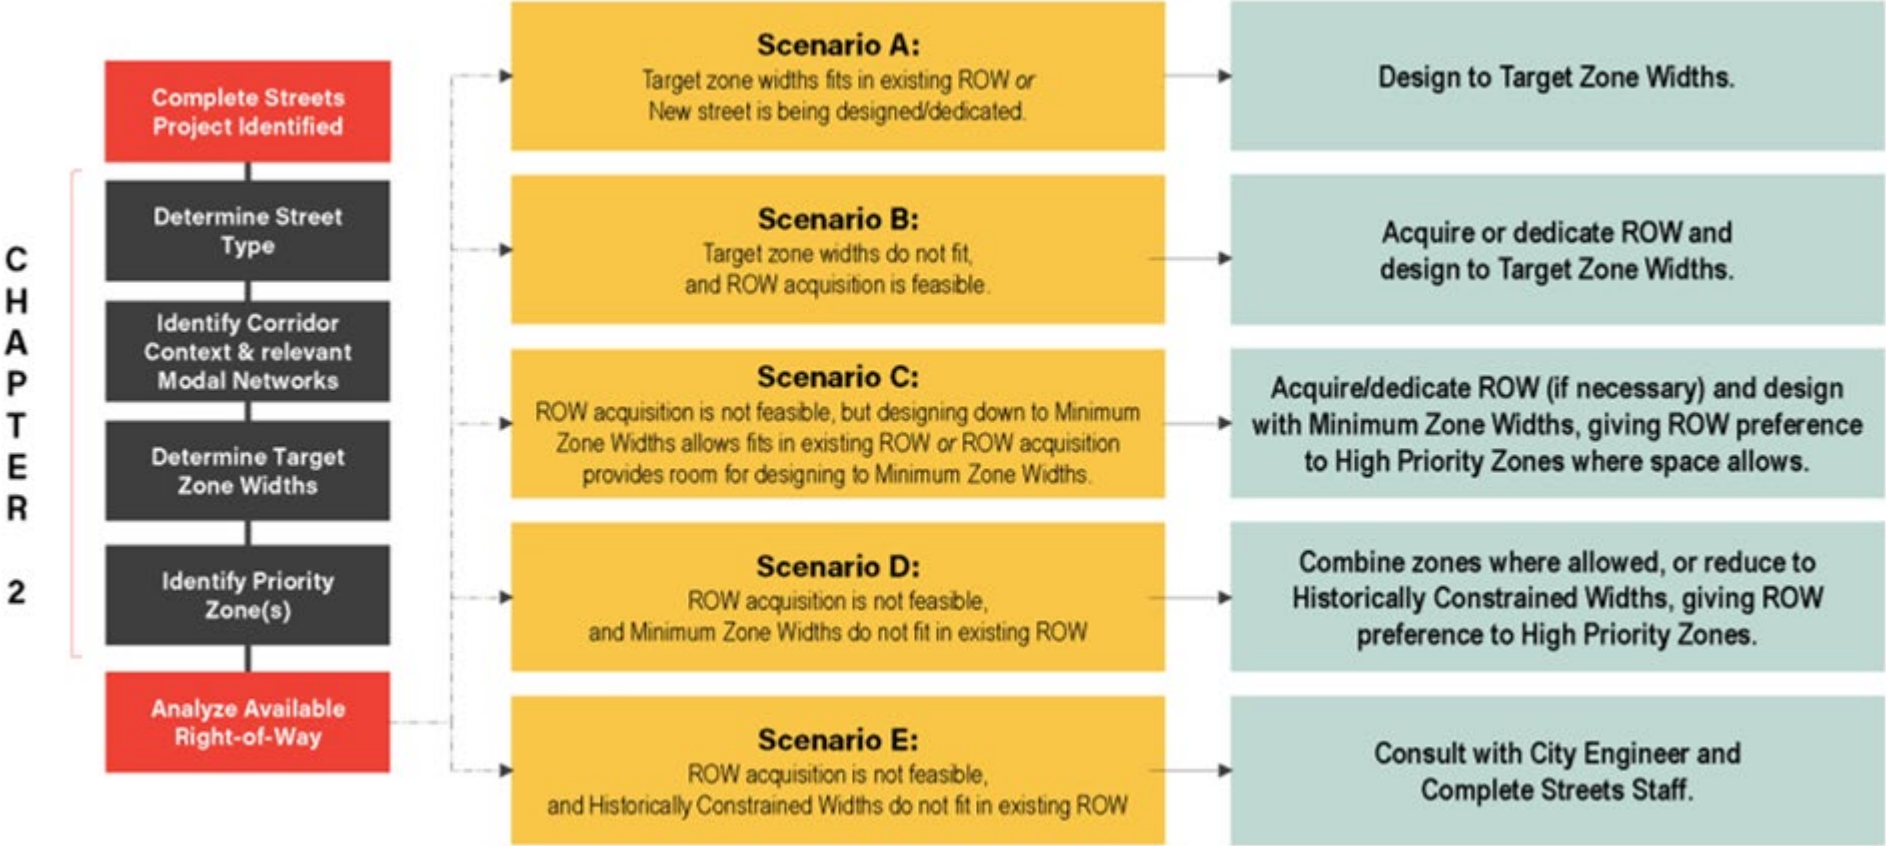 CHAPTER 2
Complete Streets
Project Identified
Determine Street
Type
Identify Corridor
Context & relevant
Modal Networks
Determine Target
Zone Widths
Identify Priority
Zone(s)
Analyze Available
Right-of-Way
Scenario A:
Target zone widths fits in existing ROW or
New street is being designed/dedicated.
Design to Target Zone Widths.
Scenario B:
Target zone widths do not fit,
and ROW acquisition is feasible.
Acquire or dedicate ROW and
design to Target Zone Widths.
Scenario C:
ROW acquisition is not feasible, but designing down to Minimum
Zone Widths allows fits in existing ROW or ROW acquisition
provides room for designing to Minimum Zone Widths.
Acquire/dedicate ROW (if necessary) and design
with Minimum Zone Widths, giving ROW preference
to High Priority Zones where space allows.
Scenario D:
ROW acquisition is not feasible,
and Minimum Zone Widths do not fit in existing ROW
Combine zones where allowed, or reduce to
Historically Constrained Widths, giving ROW
preference to High Priority Zones.
Scenario E:
ROW acquisition is not feasible,
and Historically Constrained Widths do not fit in existing ROW
Consult with City Engineer and
Complete Streets Staff.